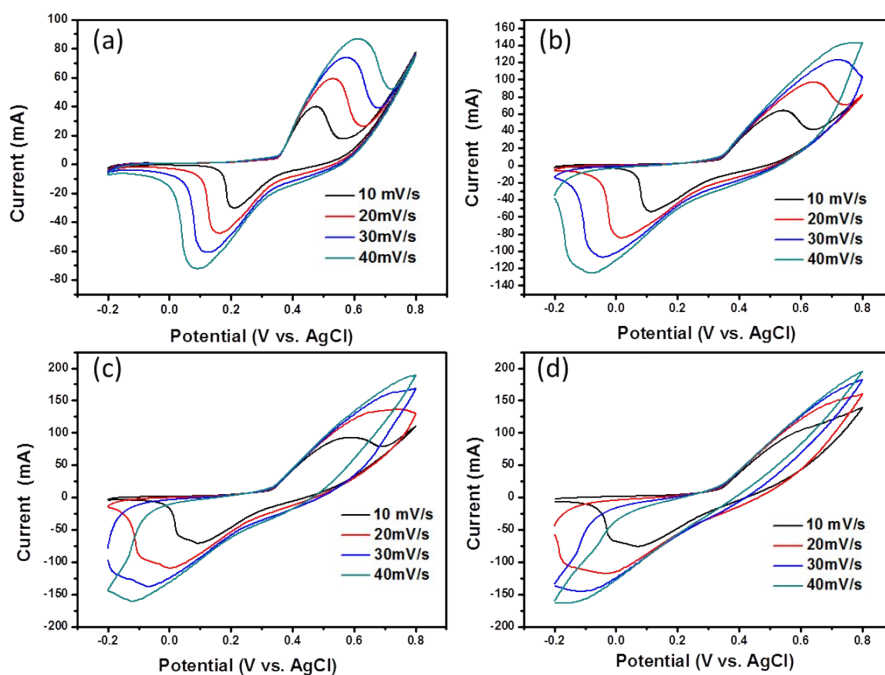 (a)
Current (mA)
100
80
60
40
20
0
-20
-40
-60
-80
10 mV/s
20mV/s
30mV/s
40mV/s
-0.2 0.0 0.2 0.4 0.6 0.8
Potential (V vs. AgCl)
(b)
Current (mA)
160
140
120
100
80
60
40
20
0
-20
-40
-60
-80
-100
-120
-140
10 mV/s
20mV/s
30mV/s
40mV/s
-0.2 0.0 0.2 0.4 0.6 0.8
Potential (V vs. AgCl)
(c)
Current (mA)
200
150
100
50
0
-50
-100
-150
-200
10 mV/s
20mV/s
30mV/s
40mV/s
-0.2 0.0 0.2 0.4 0.6 0.8
Potential (V vs. AgCl)
(d)
Current (mA)
200
150
100
50
0
-50
-100
-150
-200
10 mV/s
20mV/s
30mV/s
40mV/s
-0.2 0.0 0.2 0.4 0.6 0.8
Potential (V vs. AgCl)